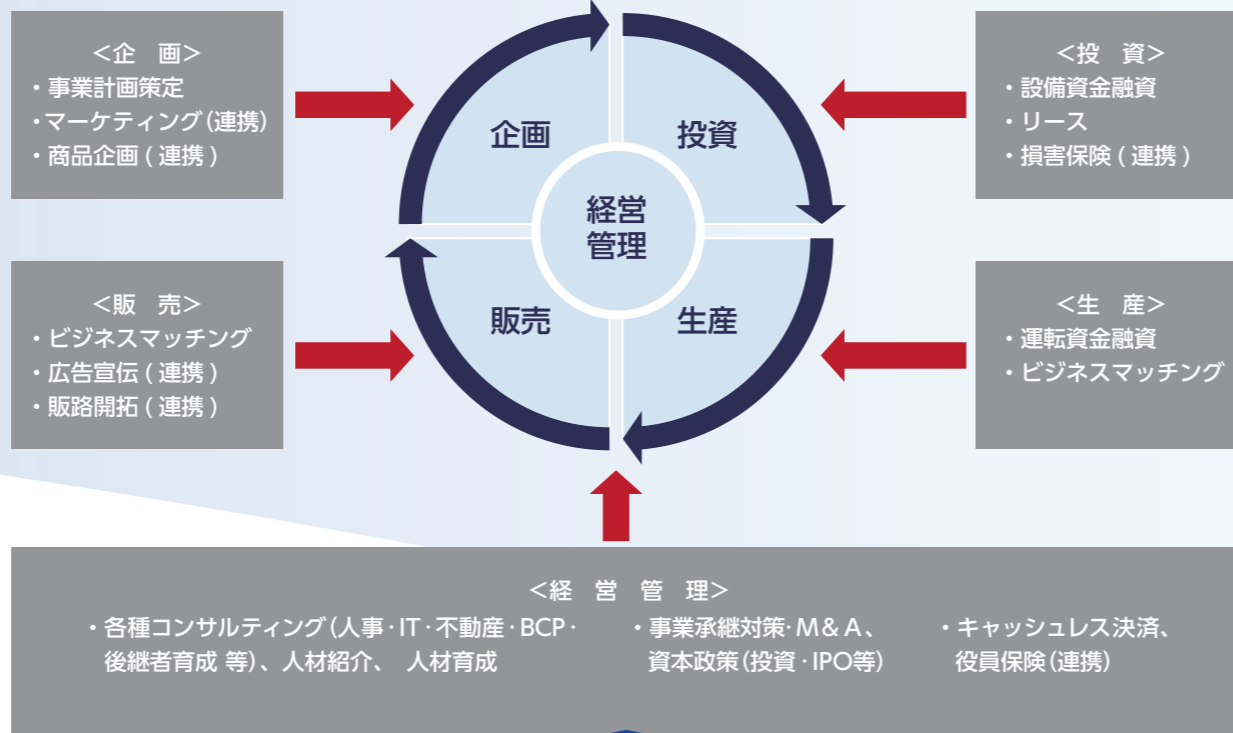 ＜企　画＞
・事業計画策定
・マーケティング（連携）
・商品企画 ( 連携 )
＜投　資＞
・設備資金融資
・リース
・損害保険 ( 連携 )
企画
投資
経営
管理
販売
生産
＜販　売＞
・ビジネスマッチング
・広告宣伝 ( 連携 )
・販路開拓 ( 連携 )
＜生　産＞
・運転資金融資
・ビジネスマッチング
＜経　営　管　理＞
・各種コンサルティング（人事・IT・不動産・BCP・
後継者育成 等）、人材紹介、 人材育成
・事業承継対策・M＆A、
資本政策（投資・IPO等）
・キャッシュレス決済、
役員保険（連携）